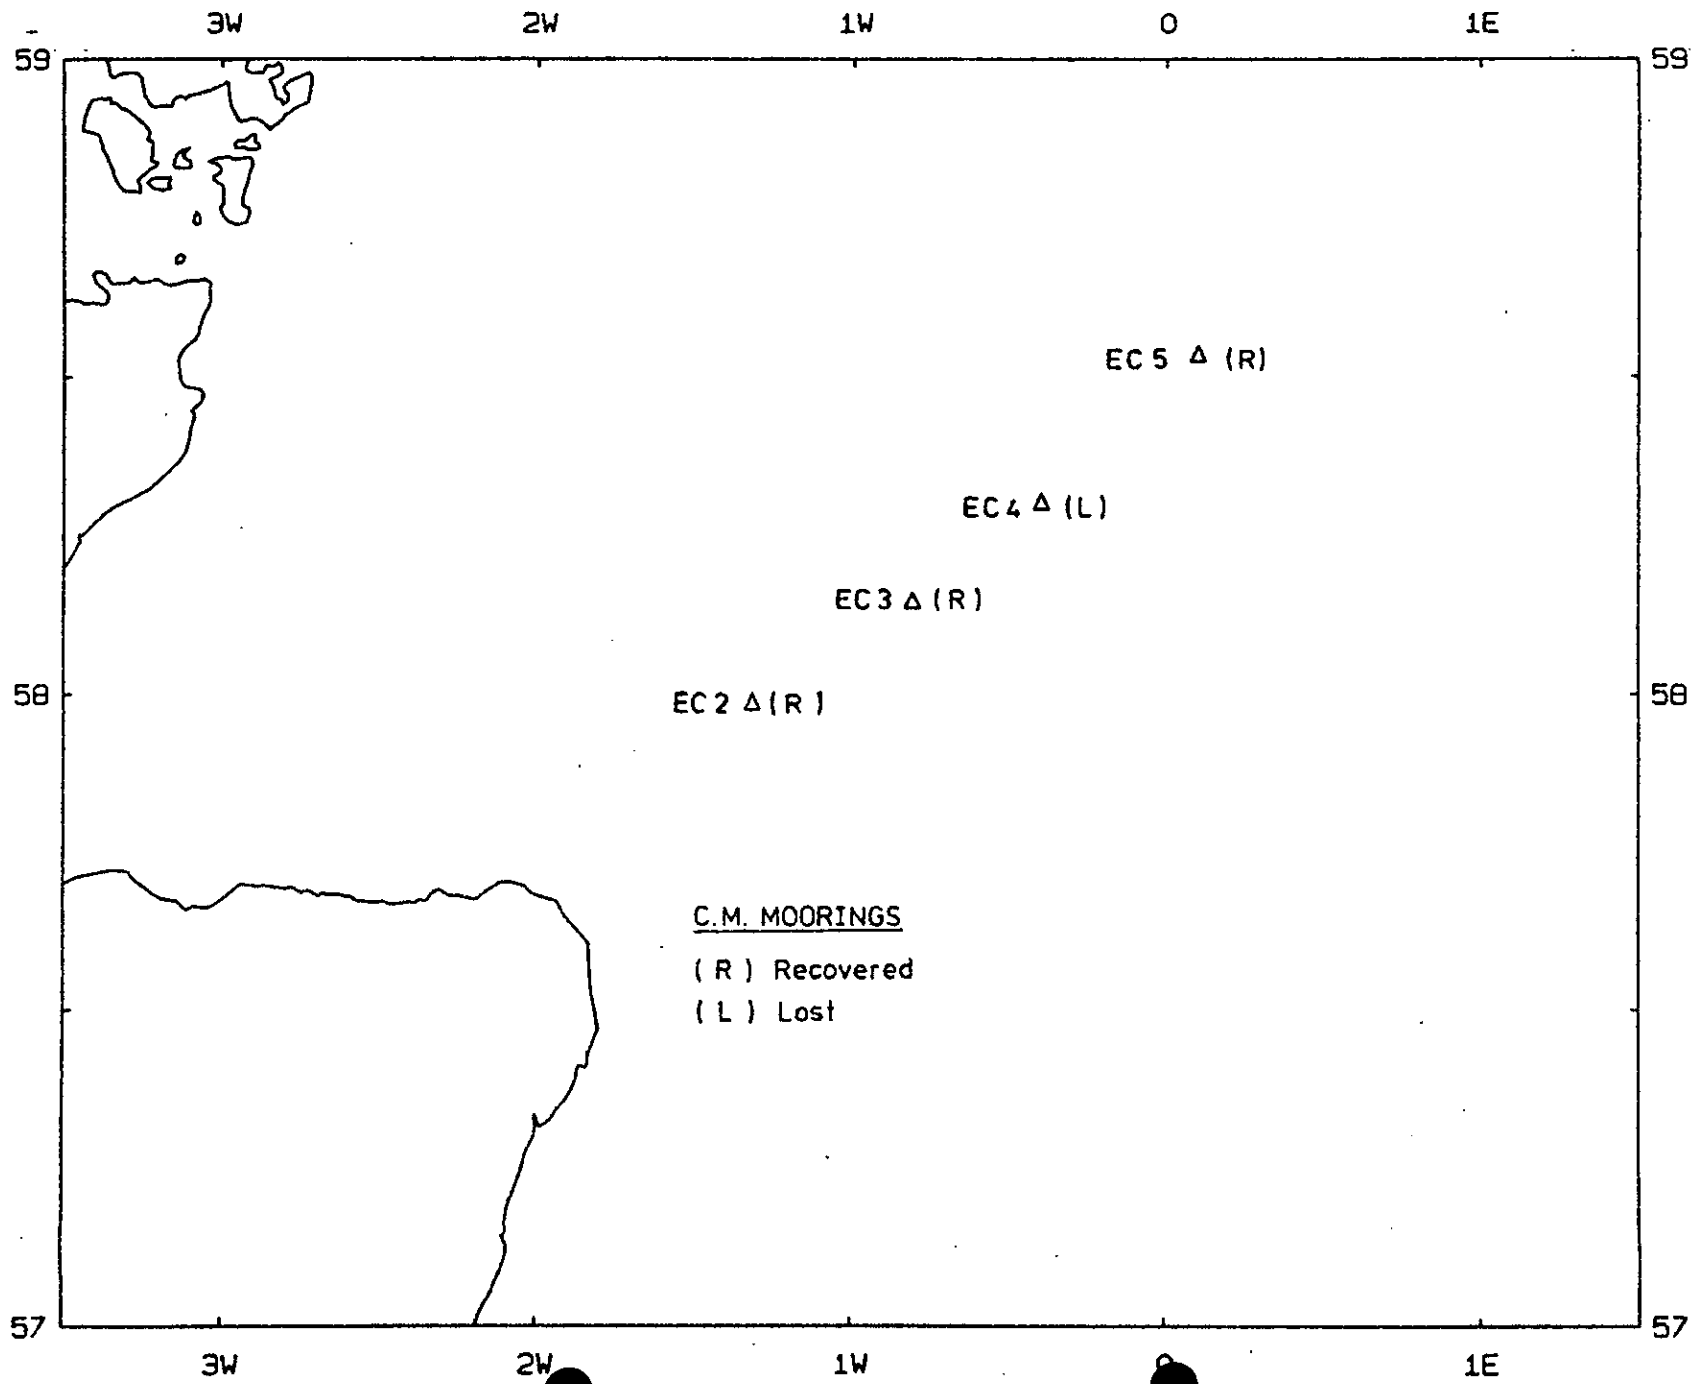 3W 2W 1W 0 1E
59 59
EC 5 Δ (R)
EC 4 Δ (L)
EC 3 Δ (R)
58 58
EC 2 Δ (R)
C.M. MOORINGS
(R) Recovered
(L) Lost
57 57
3W 2W 1W 0 1E